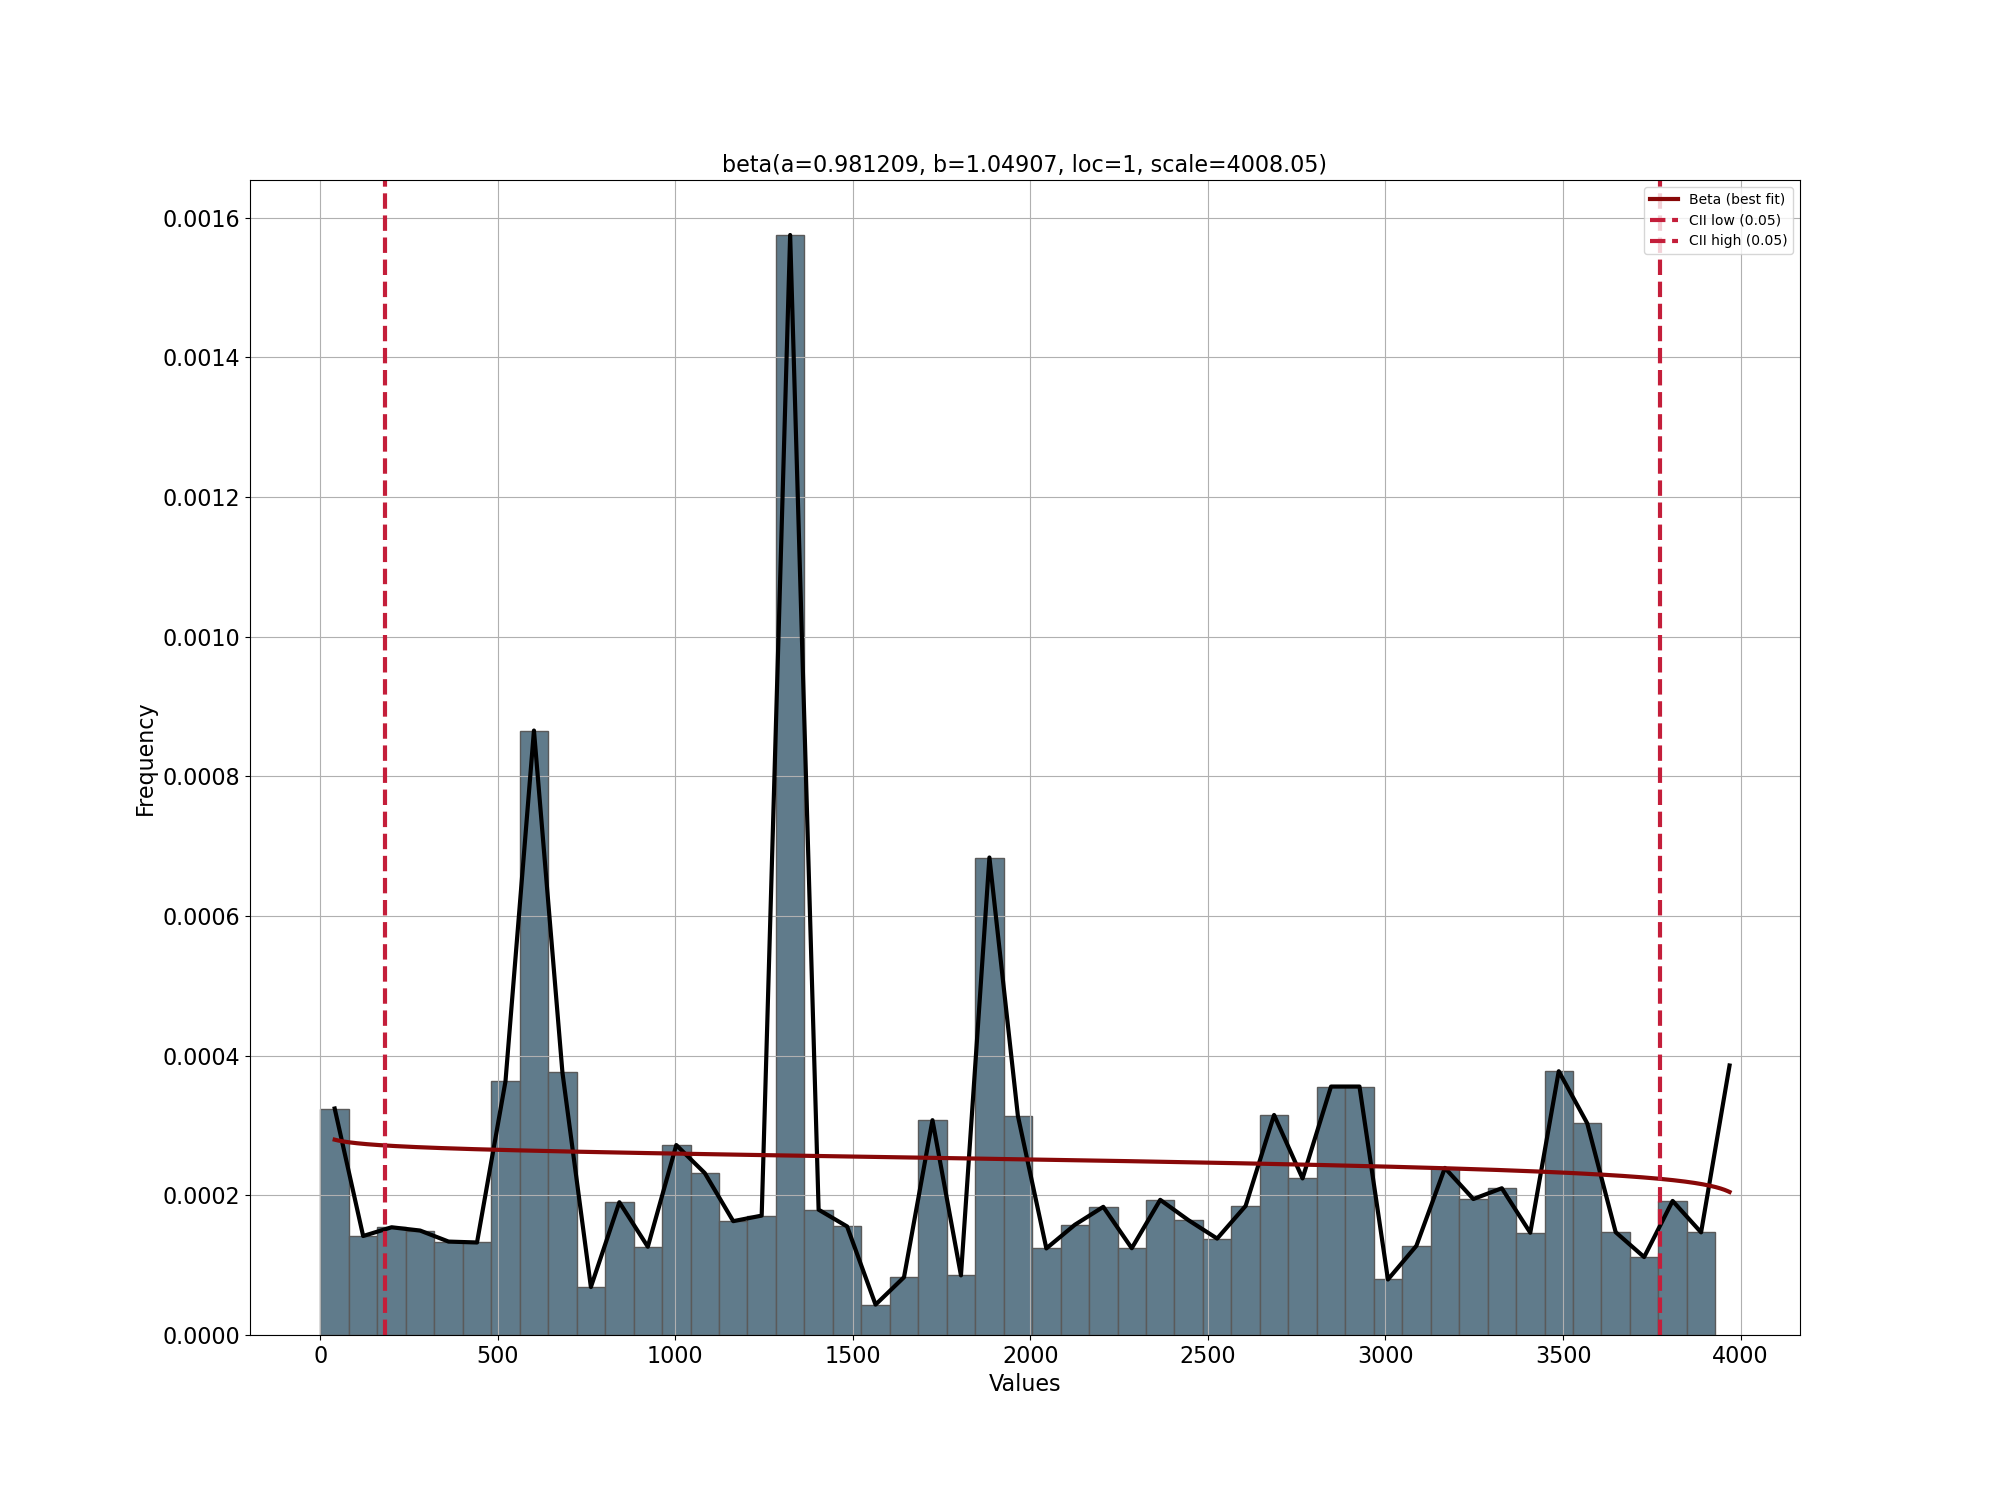 beta(a=0.981209, b=1.04907, loc=1, scale=4008.05)
Beta (best fit)
CII low (0.05)
CII high (0.05)
0.0016
0.0014
0.0012
0.0010
0.0008
0.0006
0.0004
0.0002
0.0000
Frequency
0 500 1000 1500 2000 2500 3000 3500 4000
Values